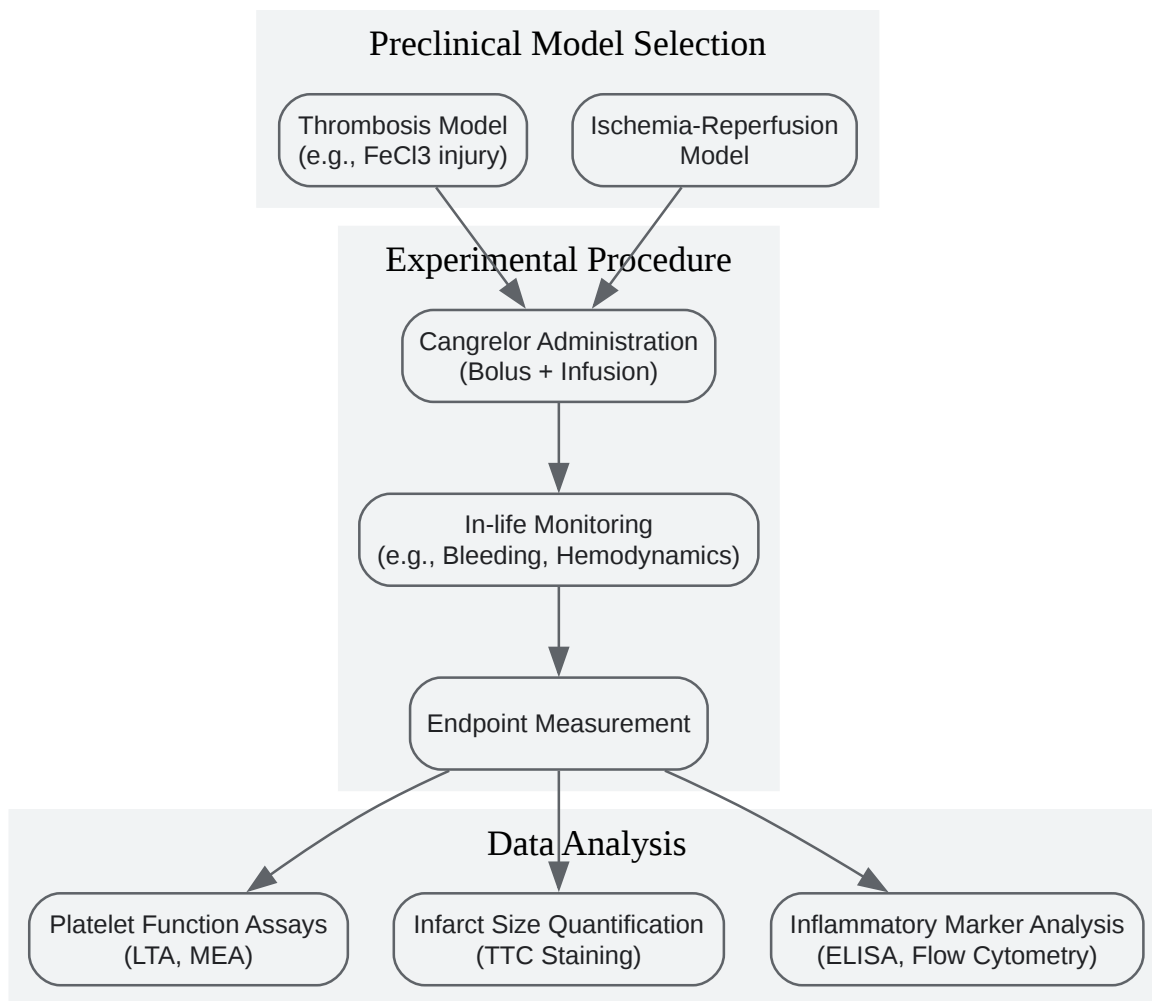 Preclinical Model Selection
Thrombosis Model
(e.g., FeCl3 injury)
Ischemia-Reperfusion
Model
Experimental Procedure
Cangrelor Administration
(Bolus + Infusion)
In-life Monitoring
(e.g., Bleeding, Hemodynamics)
Endpoint Measurement
Data Analysis
Platelet Function Assays
(LTA, MEA)
Infarct Size Quantification
(TTC Staining)
Inflammatory Marker Analysis
(ELISA, Flow Cytometry)